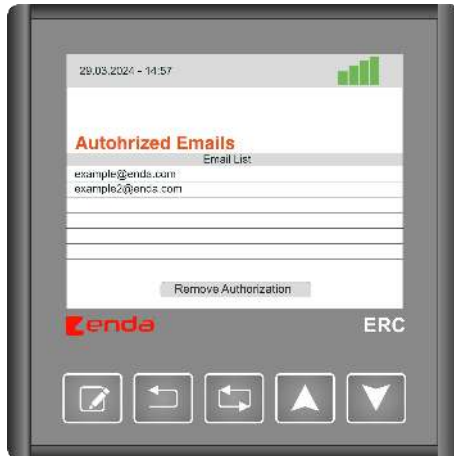 29.03.2024 - 14:57
Autohrized Emails
Email List
example@enda.com
example2@enda.com
Remove Authorization
enda
ERC